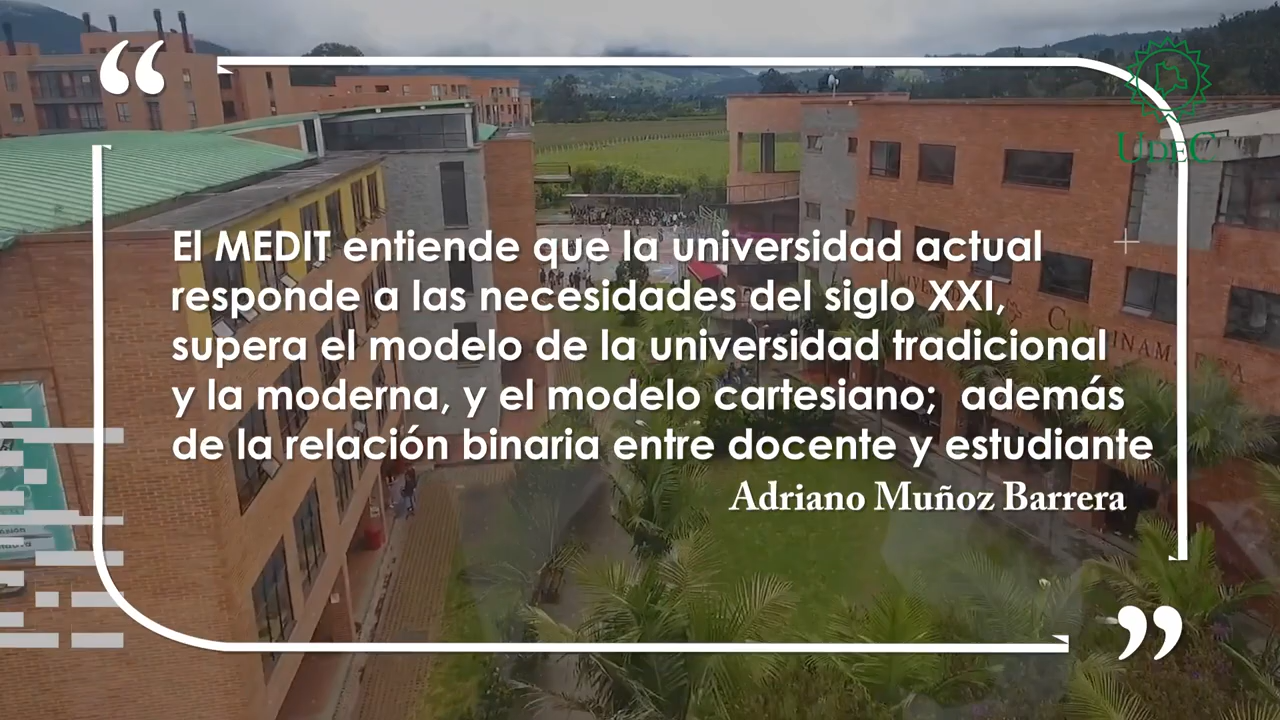 “
UDEC
El MEDIT entiende que la universidad actual
responde a las necesidades del siglo XXI,
supera el modelo de la universidad tradicional
y la moderna, y el modelo cartesiano; además
de la relación binaria entre docente y estudiante
Adriano Muñoz Barrera
”